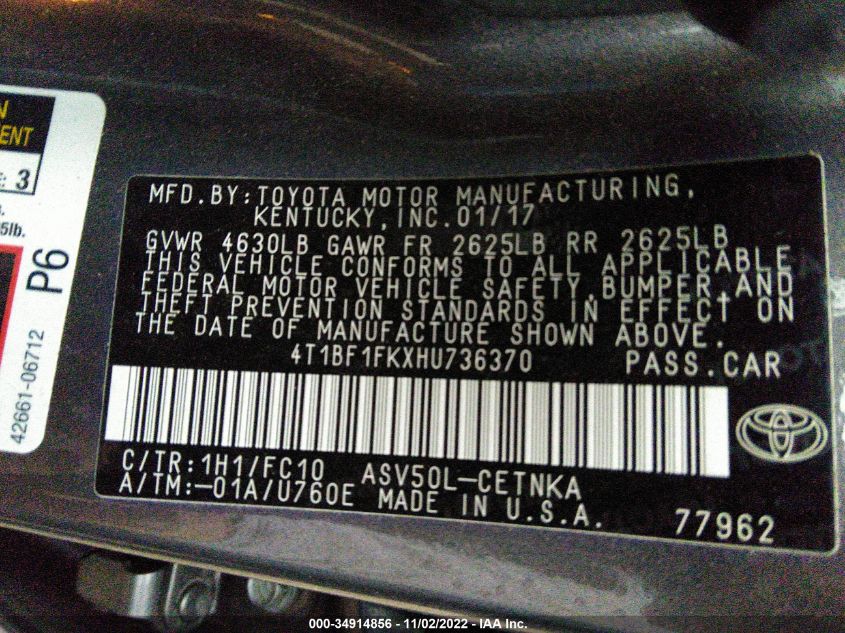 N
ENT
: 3
5lb.
P6
42661-06712
MFD.BY:TOYOTA MOTOR MANUFACTURING,
KENTUCKY,INC.01/17
GVWR 4630LB GAWR FR 2625LB RR 2625LB
THIS VEHICLE CONFORMS TO ALL APPLICABLE
FEDERAL MOTOR VEHICLE SAFETY,BUMPER,AND
THEFT PREVENTION STANDARDS IN EFFECT ON
THE DATE OF MANUFACTURE SHOWN ABOVE.
4T1BF1FKXHU736370 PASS.CAR
C/TR:1H1/FC10 ASV50L-CETNKA
A/TM:-01A/U760E MADE IN U.S.A.
77962
000-34914856 - 11/02/2022 - IAA Inc.